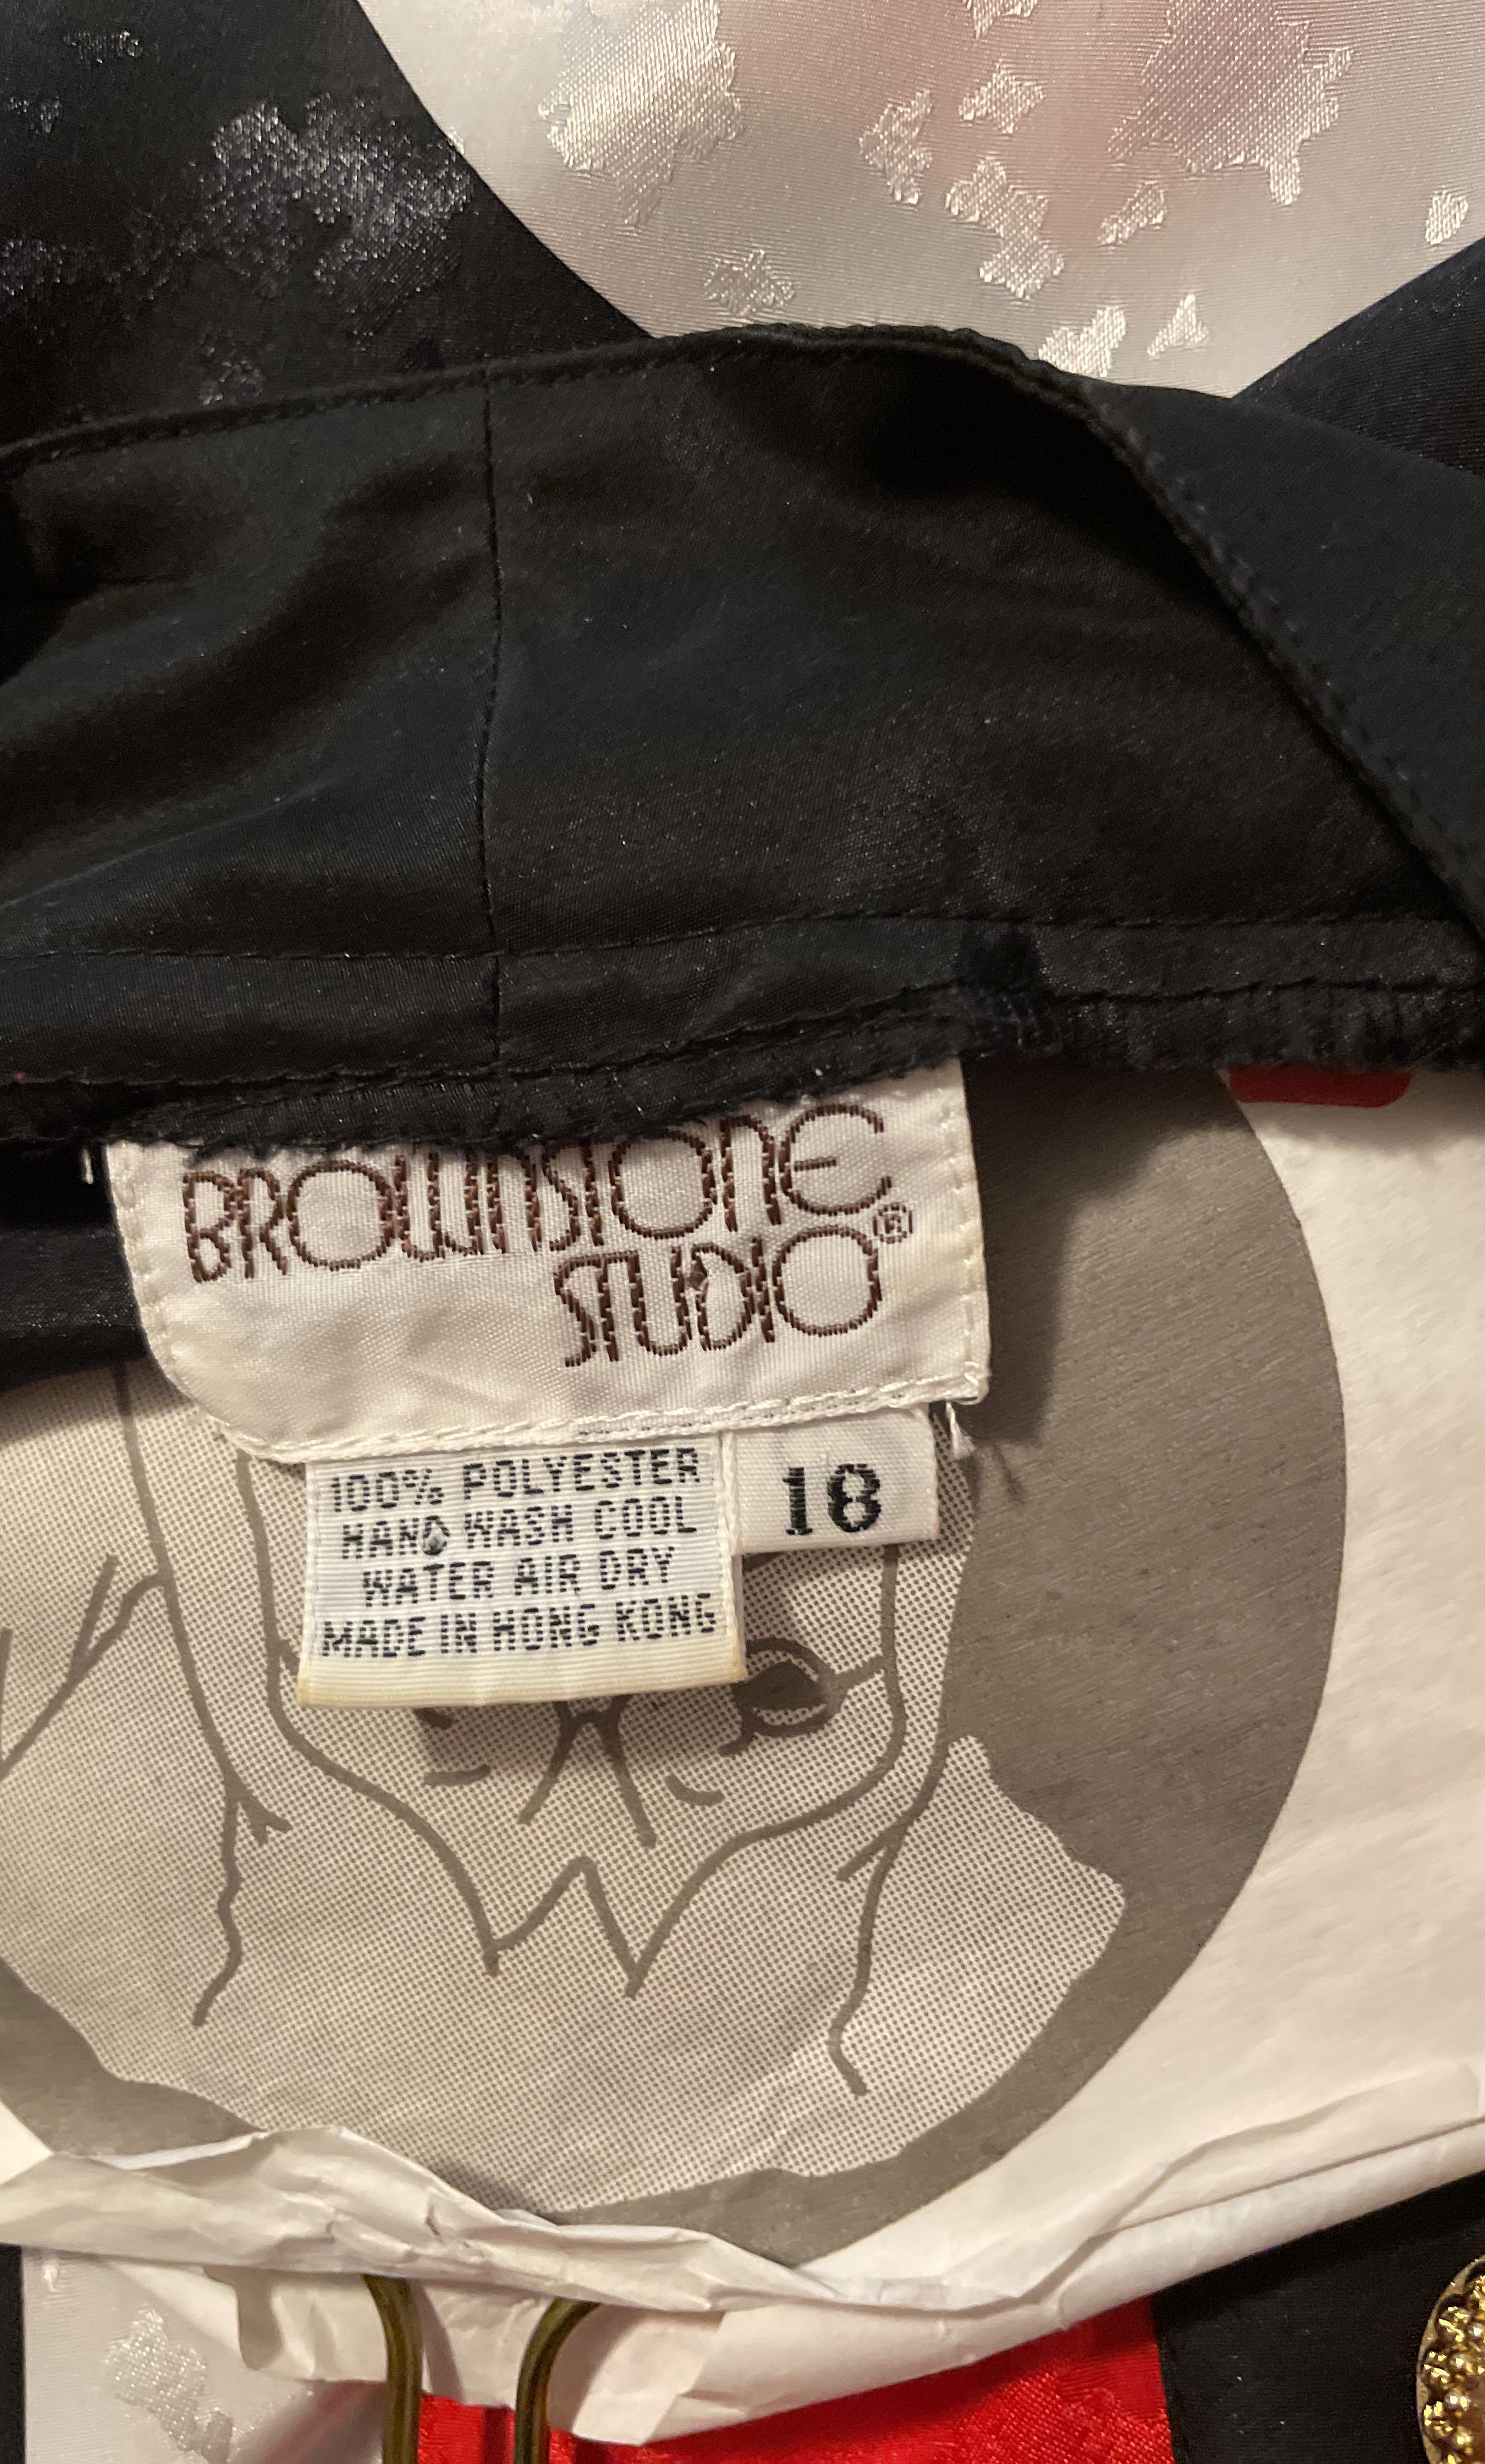 BROWNSTONE
STUDIO®
100% POLYESTER
HAND WASH COOL
WATER AIR DRY
MADE IN HONG KONG
18